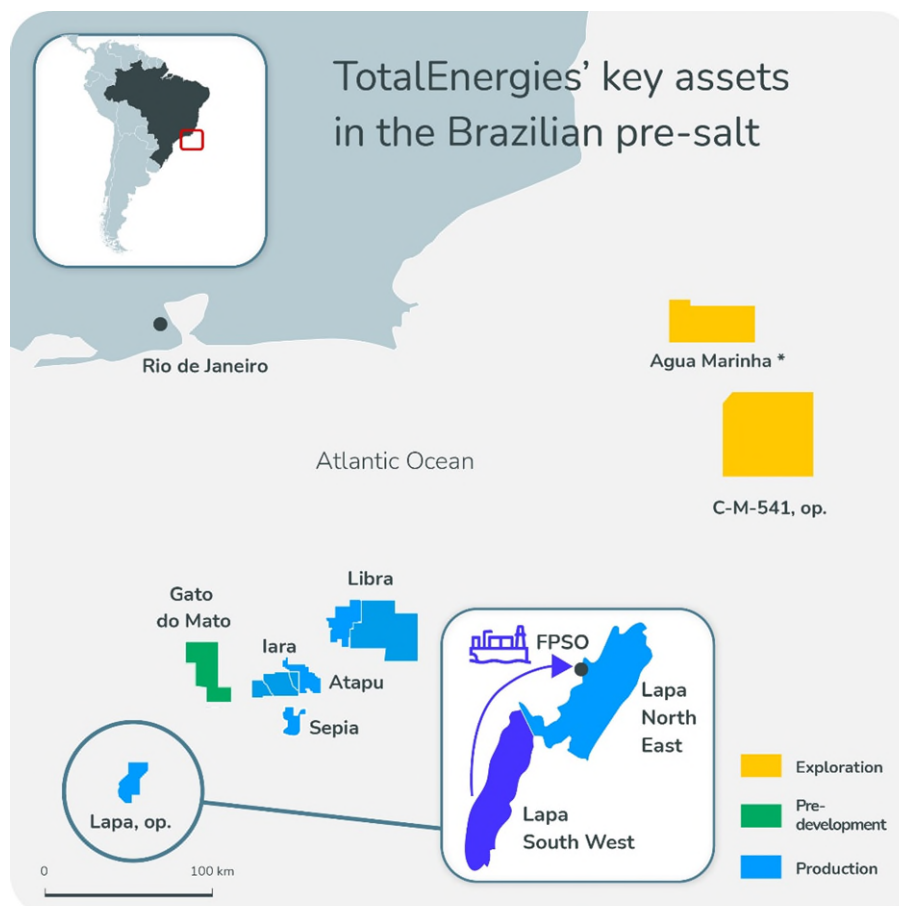 TotalEnergies’ key assets
in the Brazilian pre-salt
Rio de Janeiro
Agua Marinha *
Atlantic Ocean
C-M-541, op.
Libra
Gato
do Mato
Iara
Atapu
Sepia
Lapa, op.
FPSO
Lapa
North
East
Lapa
South West
Exploration
Pre-
development
Production
0
100 km